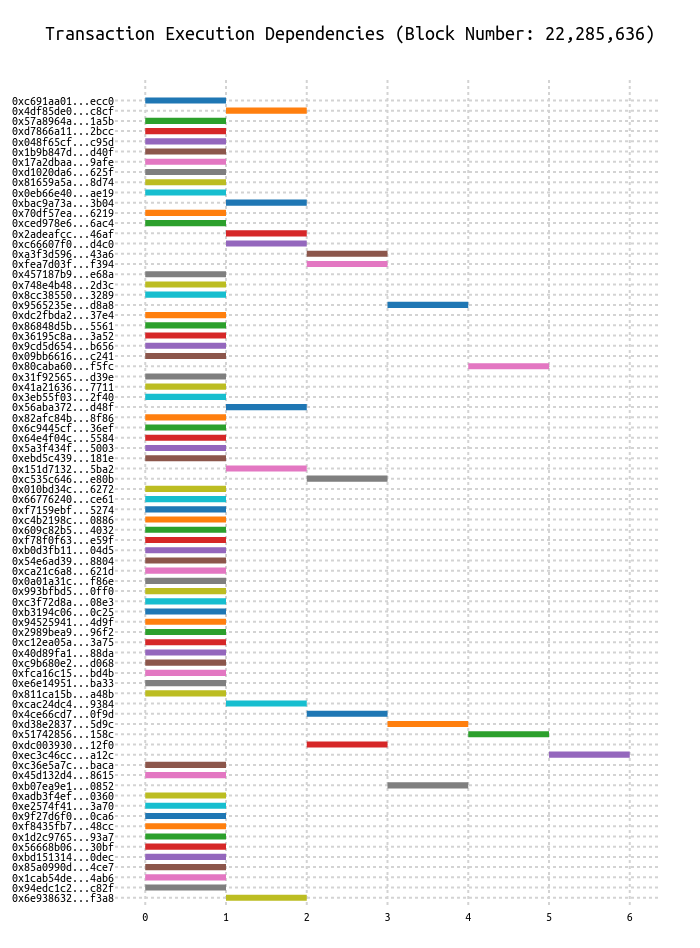 Transaction Execution Dependencies (Block Number: 22,285,636)
0xc691aa01...ecc0
0x4df85de0...c8cf
0x57a8964a...1a5b
0xd7866a11...2bcc
0x048f65cf...c95d
0x1b9b847d...d40f
0x17a2dbaa...9afe
0xd1020da6...625f
0x81659a5a...8d74
0x0eb66e40...ae19
0xbac9a73a...3b04
0x70df57ea...6219
0xced978e6...6ac4
0x2adeafcc...46af
0xc66607f0...d4c0
0xa3f3d596...43a6
0xfea7d03f...f394
0x457187b9...e68a
0x748e4b48...2d3c
0x8cc38550...3289
0x9565235e...d8a8
0xdc2fbda2...37e4
0x86848d5b...5561
0x36195c8a...3a52
0x9cd5d654...b656
0x09bb6616...c241
0x80caba60...f5fc
0x31f92565...d39e
0x41a21636...7711
0x3eb55f03...2f40
0x56aba372...d48f
0x82afc84b...8f86
0x6c9445cf...36ef
0x64e4f04c...5584
0x5a3f434f...5003
0xebd5c439...181e
0x151d7132...5ba2
0xc535c646...e80b
0x010bd34c...6272
0x66776240...ce61
0xf7159ebf...5274
0xc4b2198c...0886
0x609c82b5...4032
0xf78f0f63...e59f
0xb0d3fb11...04d5
0x54e6ad39...8804
0xca21c6a8...621d
0x0a01a31c...f86e
0x993bfbd5...0ff0
0xc3f72d8a...08e3
0xb3194c06...0c25
0x94525941...4d9f
0x2989bea9...96f2
0xc12ea05a...3a75
0x40d89fa1...88da
0xc9b680e2...d068
0xfca16c15...bd4b
0xe6e14951...ba33
0x811ca15b...a48b
0xcac24dc4...9384
0x4ce66cd7...0f9d
0xd38e2837...5d9c
0x51742856...158c
0xdc003930...12f0
0xec3c46cc...a12c
0xc36e5a7c...baca
0x45d132d4...8615
0xb07ea9e1...0852
0xadb3f4ef...0360
0xe2574f41...3a70
0x9f27d6f0...0ca6
0xf8435fb7...48cc
0x1d2c9765...93a7
0x56668b06...30bf
0xbd151314...0dec
0x85a0990d...4ce7
0x1cab54de...4ab6
0x94edc1c2...c82f
0x6e938632...f3a8
0 1 2 3 4 5 6